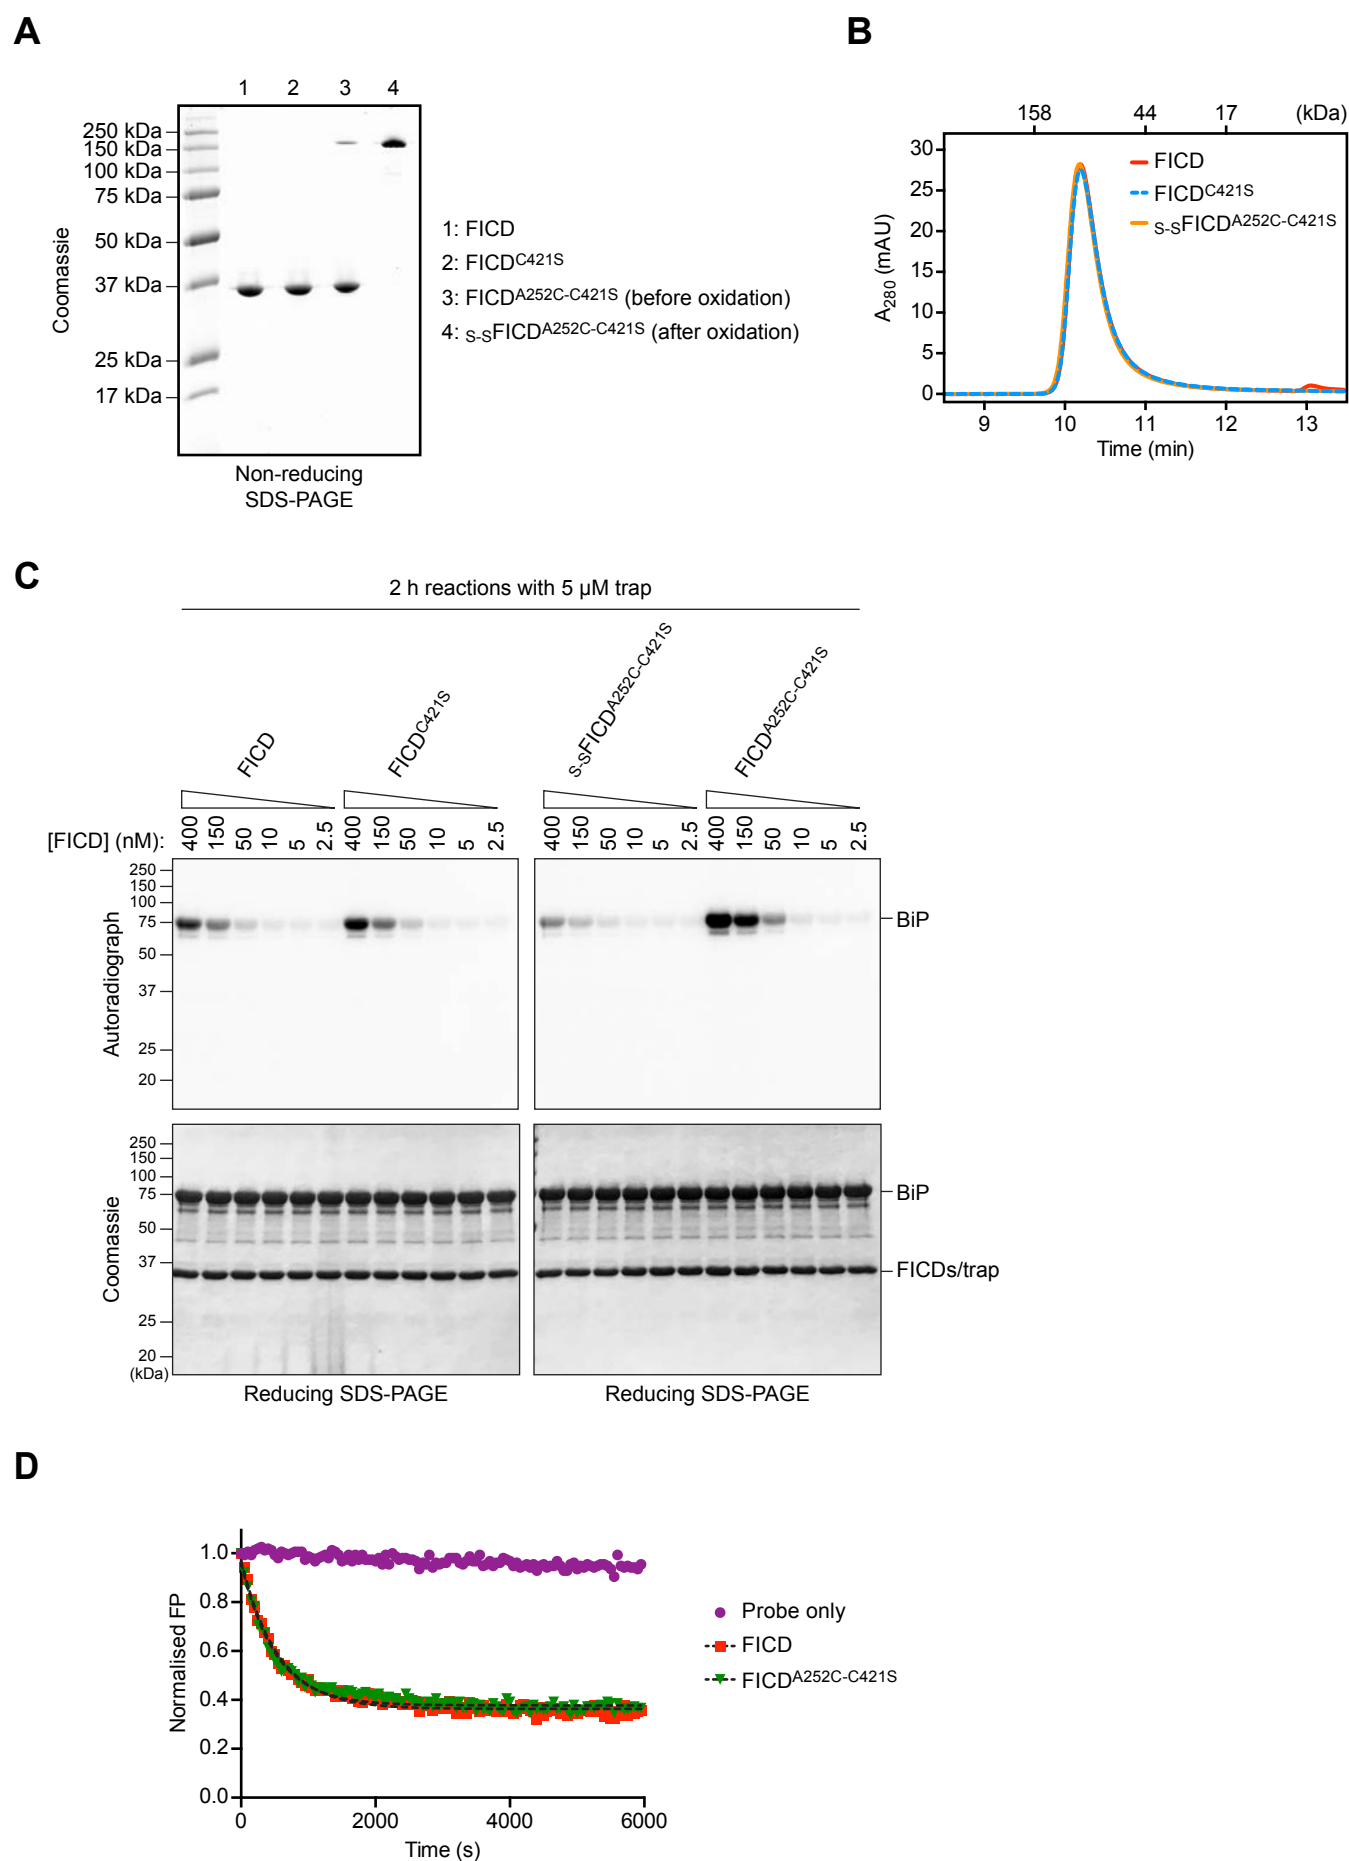 A
1 2 3 4
250 kDa
150 kDa
100 kDa
75 kDa
50 kDa
37 kDa
25 kDa
17 kDa
Coomassie
Non-reducing
SDS-PAGE
1: FICD
2: FICDC421S
3: FICDA252C-C421S (before oxidation)
4: S-SFICDA252C-C421S (after oxidation)
B
158 44 17 (kDa)
30
25
20
15
10
5
0
A280 (mAU)
9 10 11 12 13
Time (min)
FICD
FICDC421S
S-SFICDA252C-C421S
C
2 h reactions with 5 µM trap
FICD
FICDC421S
S-SFICDA252C-C421S
FICDA252C-C421S
[FICD] (nM): 400 150 50 10 5 2.5 400 150 50 10 5 2.5 400 150 50 10 5 2.5 400 150 50 10 5 2.5
Autoradiograph
250
150
100
75
50
37
25
20
BiP
Coomassie
250
150
100
75
50
37
25
20
(kDa)
BiP
FICDs/trap
Reducing SDS-PAGE
Reducing SDS-PAGE
D
Normalised FP
1.0
0.8
0.6
0.4
0.2
0.0
0 2000 4000 6000
Time (s)
Probe only
FICD
FICDA252C-C421S